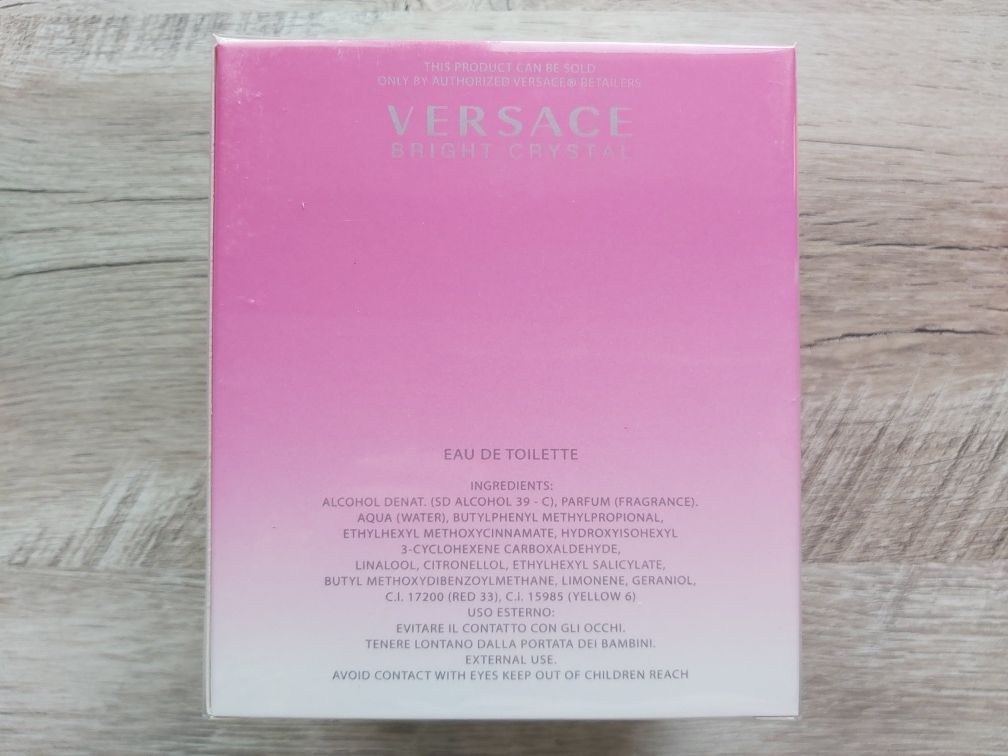 THIS PRODUCT CAN BE SOLD
ONLY BY AUTHORIZED VERSACE® RETAILERS
VERSACE
BRIGHT CRYSTAL
EAU DE TOILETTE
INGREDIENTS:
ALCOHOL DENAT. (SD ALCOHOL 39 - C), PARFUM (FRAGRANCE).
AQUA (WATER), BUTYLPHENYL METHYLPROPIONAL,
ETHYLHEXYL METHOXYCINNAMATE, HYDROXYISOHEXYL
3-CYCLOHEXENE CARBOXALDEHYDE,
LINALOOL, CITRONELLOL, ETHYLHEXYL SALICYLATE,
BUTYL METHOXYDIBENZOYLMETHANE, LIMONENE, GERANIOL,
C.I. 17200 (RED 33), C.I. 15985 (YELLOW 6)
USO ESTERNO:
EVITARE IL CONTATTO CON GLI OCCHI.
TENERE LONTANO DALLA PORTATA DEI BAMBINI.
EXTERNAL USE.
AVOID CONTACT WITH EYES KEEP OUT OF CHILDREN REACH